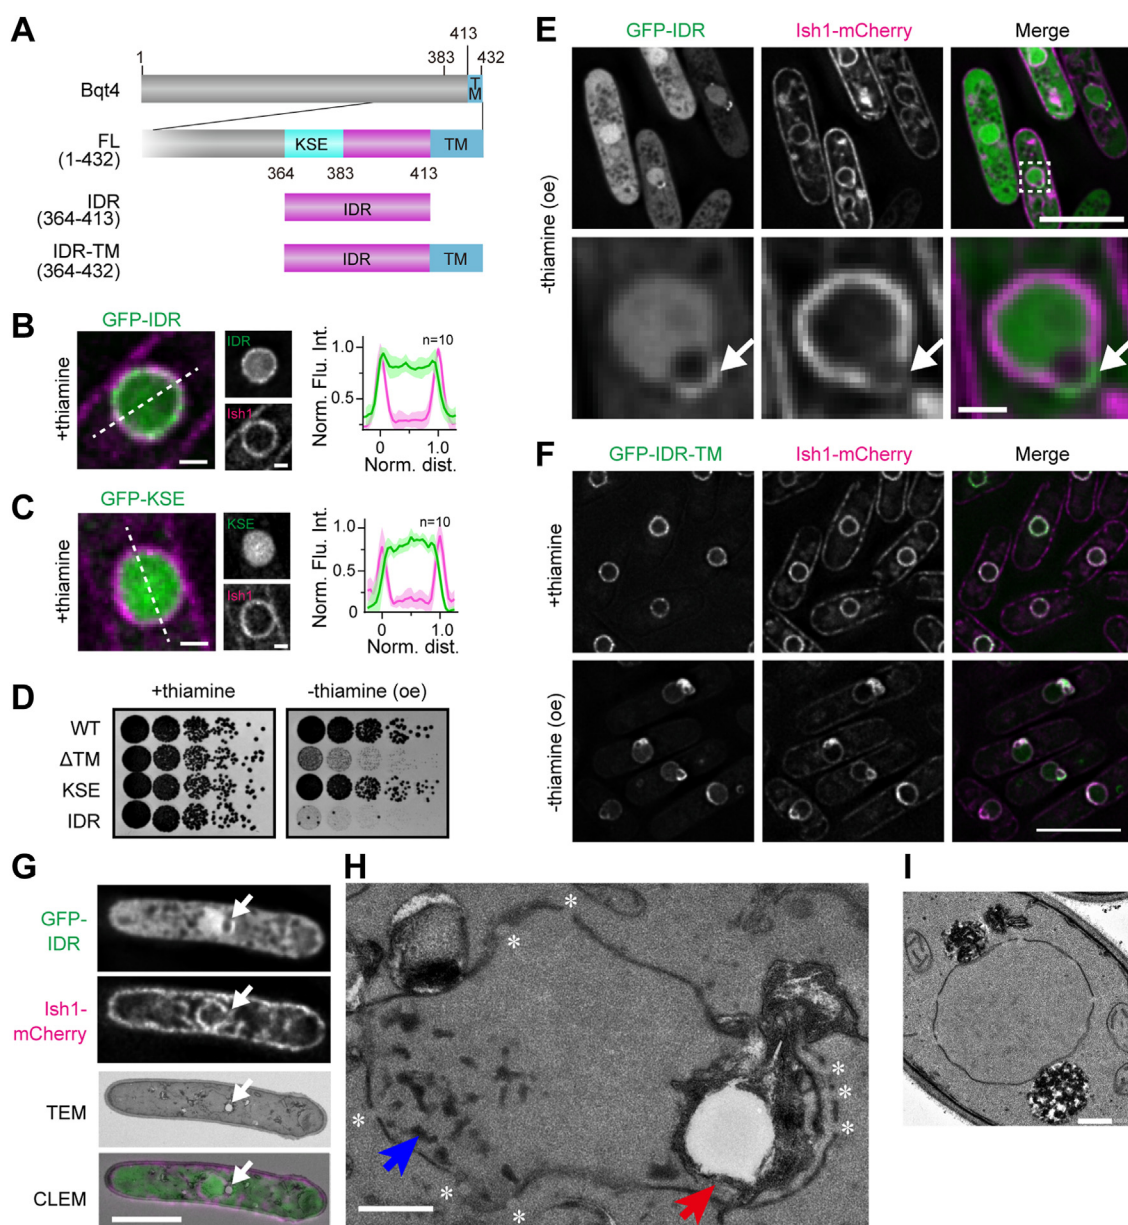 A
1
383
413
432
Bqt4
T
M
FL
(1-432)
KSE
TM
364
383
413
IDR
(364-413)
IDR
IDR-TM
(364-432)
IDR
TM
B
GFP-IDR
+thiamine
IDR
Ish1
n=10
Norm. Flu. Int.
1.0
0.5
0
1.0
Norm. dist.
C
GFP-KSE
+thiamine
KSE
Ish1
n=10
Norm. Flu. Int.
1.0
0.5
0
0
1.0
Norm. dist.
D
+thiamine
-thiamine (oe)
WT
ΔTM
KSE
IDR
E
GFP-IDR
Ish1-mCherry
Merge
-thiamine (oe)
F
GFP-IDR-TM
Ish1-mCherry
Merge
+thiamine
-thiamine (oe)
G
GFP-
IDR
Ish1-
mCherry
TEM
CLEM
H
*
*
*
*
*
*
*
*
I